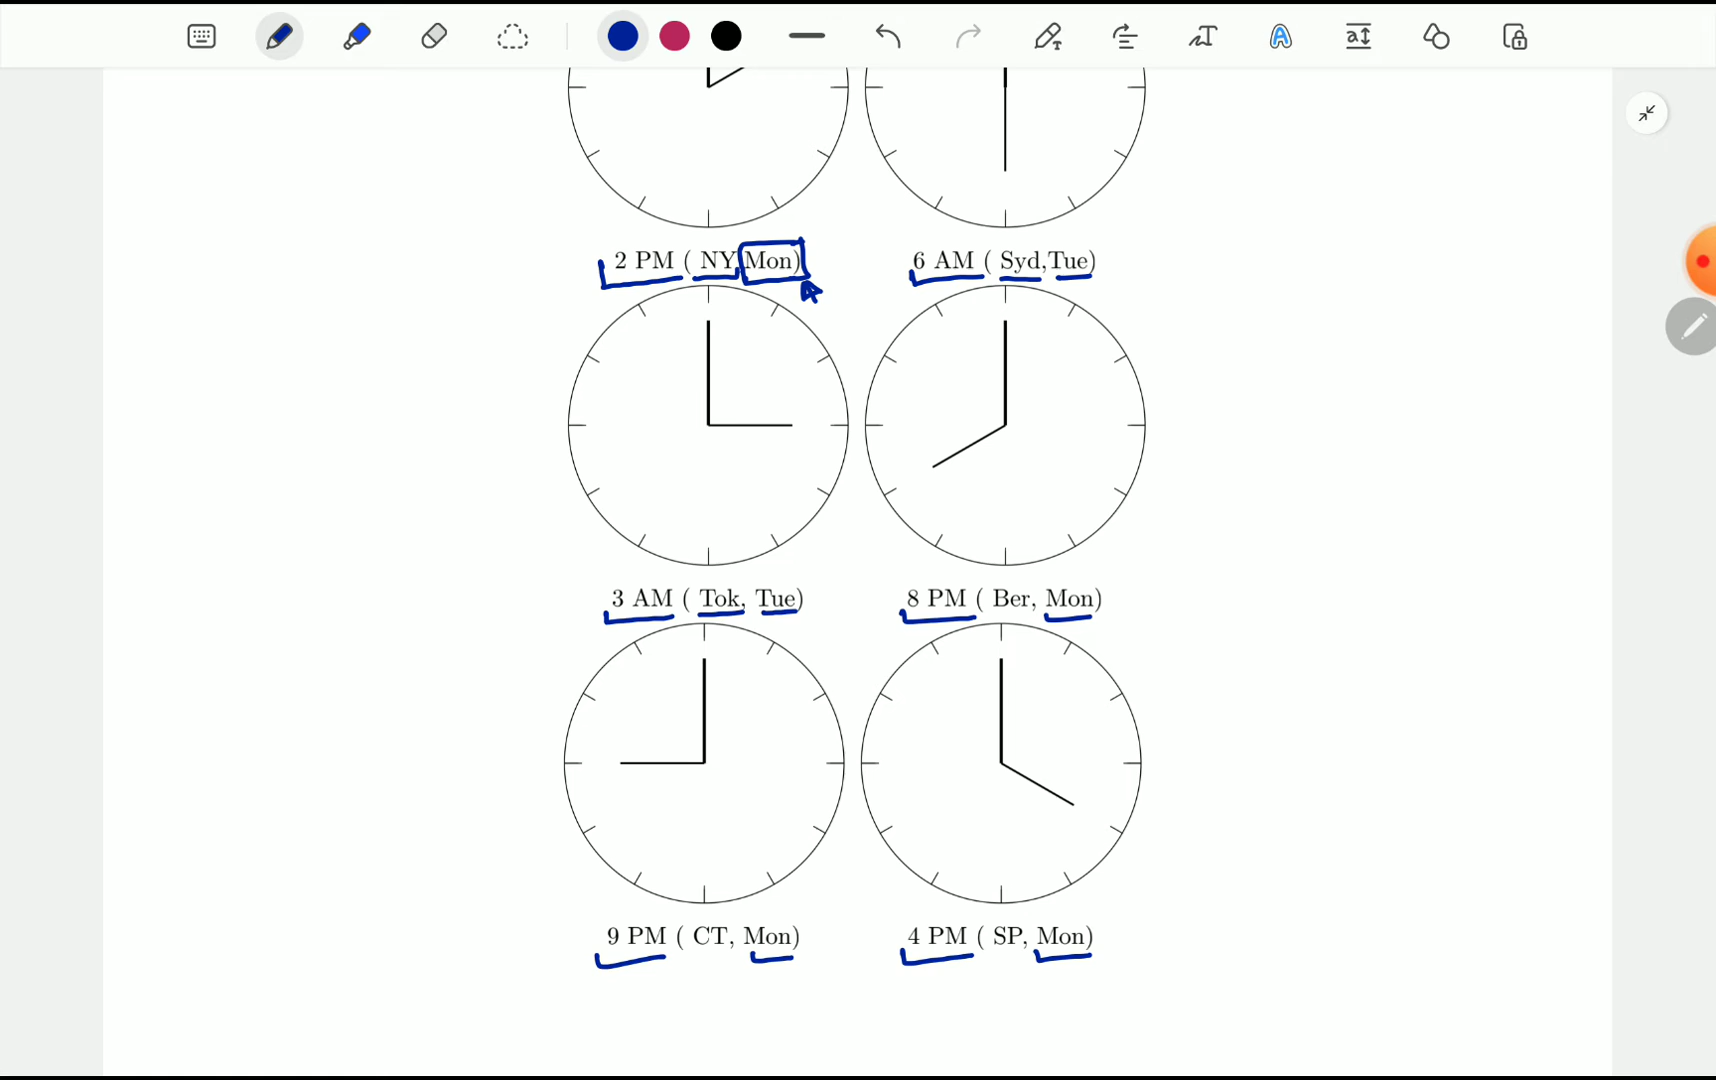 2 PM ( NY, Mon)
6 AM ( Syd,Tue)
3 AM ( Tok, Tue)
8 PM ( Ber, Mon)
9 PM ( CT, Mon)
4 PM ( SP, Mon)